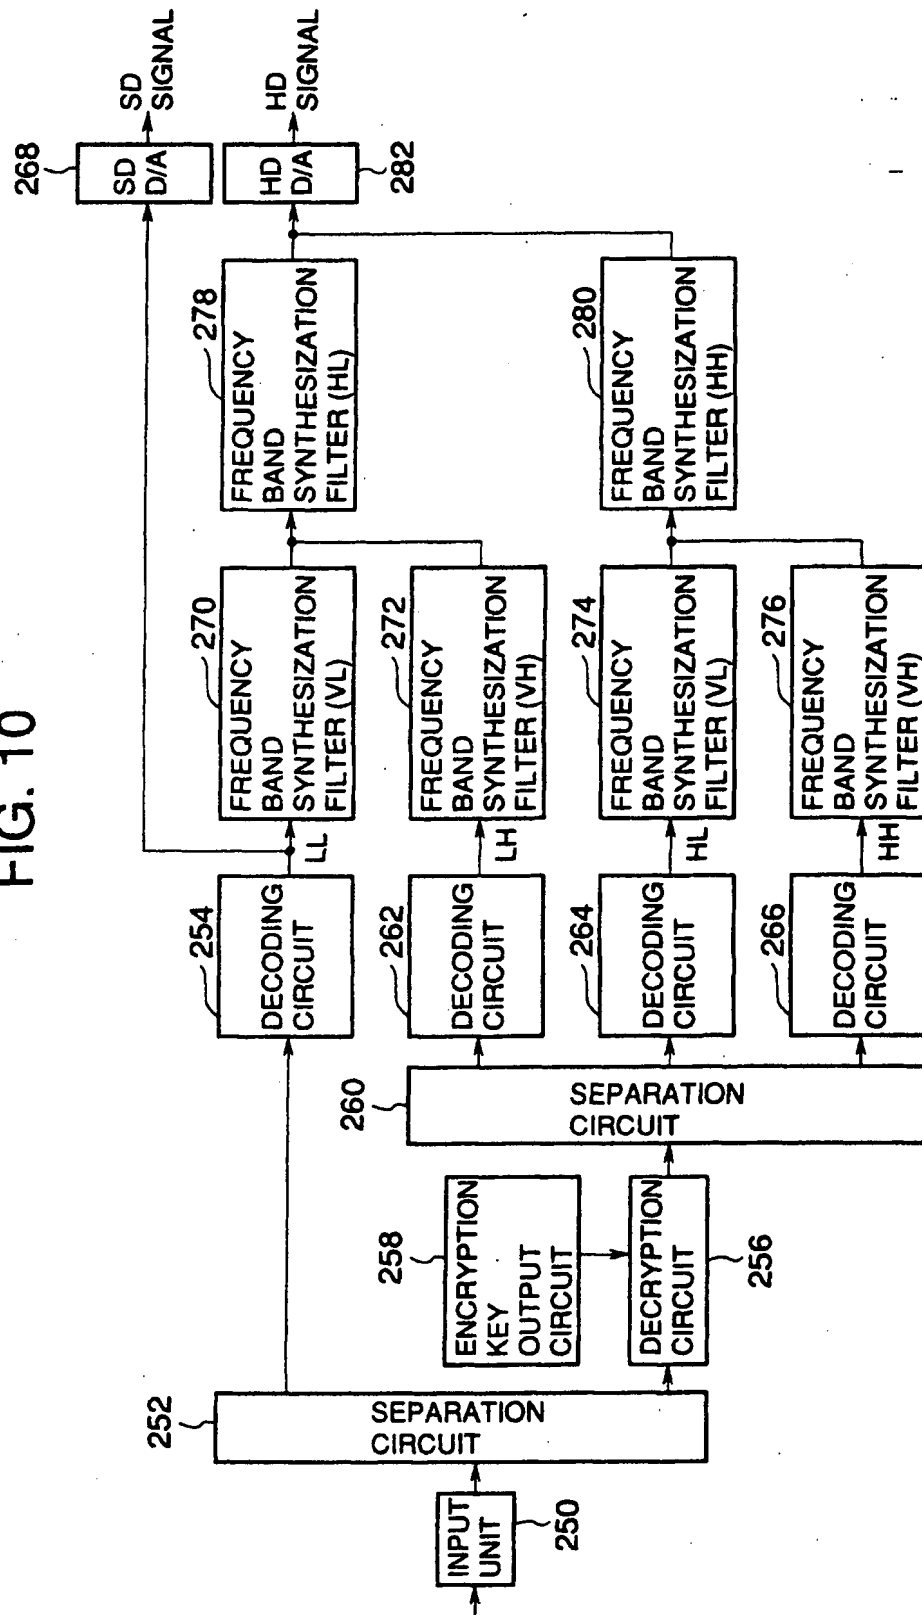 FIG. 10
INPUT
UNIT
250
252
SEPARATION
CIRCUIT
258
ENCRYPTION
KEY
OUTPUT
CIRCUIT
DECRYPTION
CIRCUIT
256
260
SEPARATION
CIRCUIT
254
DECODING
CIRCUIT
LL
262
DECODING
CIRCUIT
LH
264
DECODING
CIRCUIT
HL
266
DECODING
CIRCUIT
HH
270
FREQUENCY
BAND
SYNTHESIZATION
FILTER (VL)
272
FREQUENCY
BAND
SYNTHESIZATION
FILTER (VH)
274
FREQUENCY
BAND
SYNTHESIZATION
FILTER (VL)
276
FREQUENCY
BAND
SYNTHESIZATION
FILTER (VH)
278
FREQUENCY
BAND
SYNTHESIZATION
FILTER (HL)
280
FREQUENCY
BAND
SYNTHESIZATION
FILTER (HH)
268
SD
D/A
SD
SIGNAL
HD
D/A
282
HD
SIGNAL